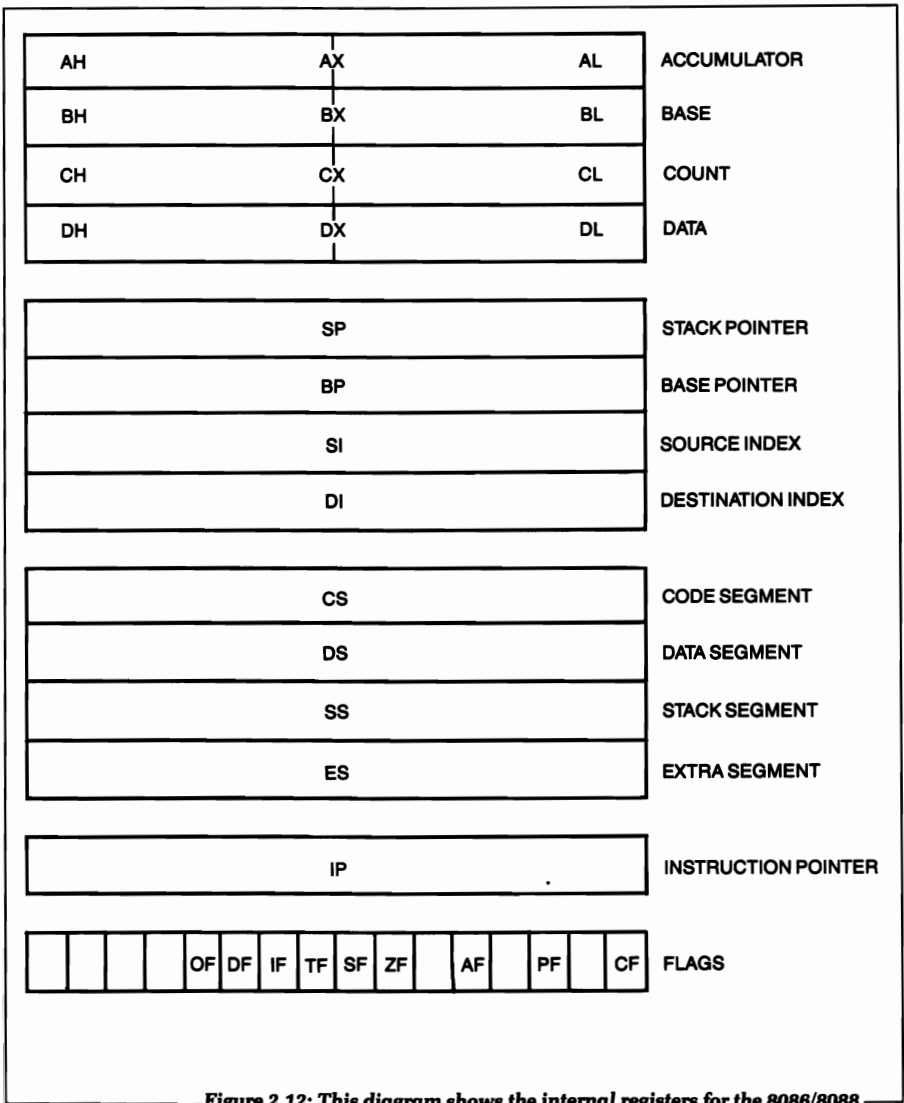 AH AX AL ACCUMULATOR
BH BX BL BASE
CH CX CL COUNT
DH DX DL DATA
SP STACK POINTER
BP BASE POINTER
SI SOURCE INDEX
DI DESTINATION INDEX
CS CODE SEGMENT
DS DATA SEGMENT
SS STACK SEGMENT
ES EXTRA SEGMENT
IP INSTRUCTION POINTER
OF DF IF TF SF ZF AF PF CF FLAGS
Figure 2.12: This diagram shows the internal registers for the 8086/8088